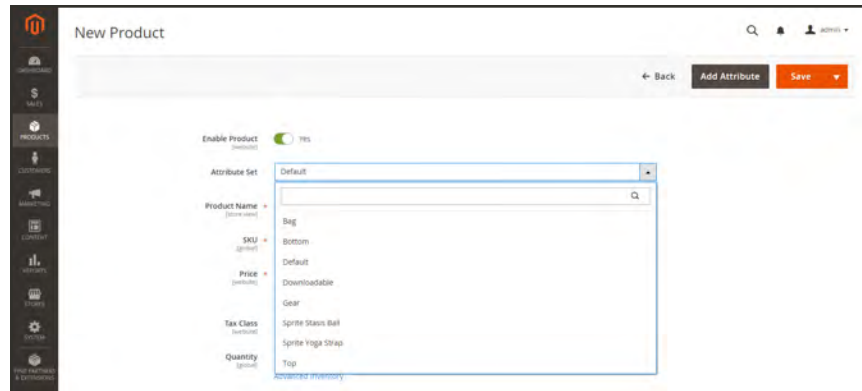 New Product
admin
DASHBOARD
SALES
PRODUCTS
CUSTOMERS
MARKETING
CONTENT
REPORTS
STORES
SYSTEM
FIND PARTNERS
& EXTENSIONS
← Back
Add Attribute
Save
Enable Product
[website]
Yes
Attribute Set
Default
Product Name *
[store view]
Bag
SKU *
[global]
Bottom
Default
Price *
[website]
Downloadable
Gear
Tax Class
[website]
Sprite Stasis Ball
Sprite Yoga Strap
Quantity
[global]
Top
Advanced Inventory